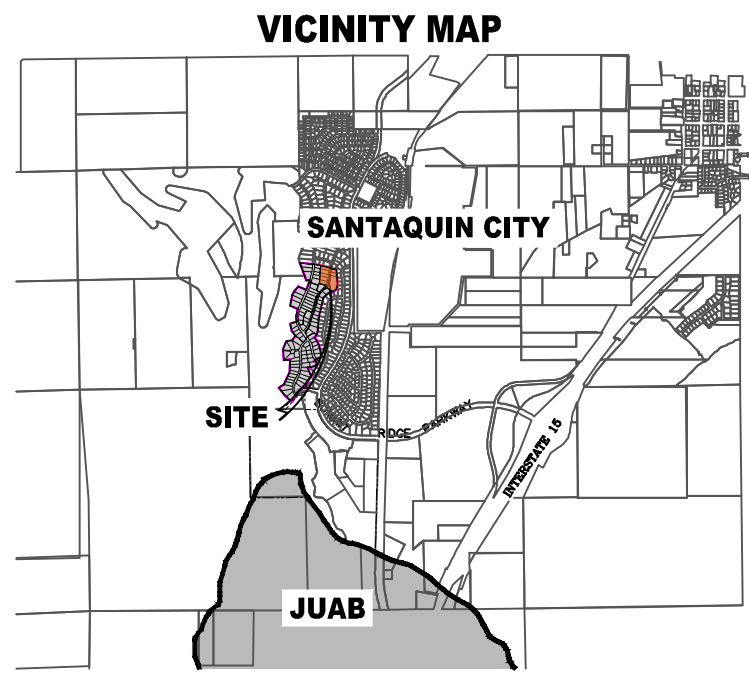 VICINITY MAP
SANTAQUIN CITY
SITE
RIDGE PARKWAY
INTERSTATE 15
JUAB